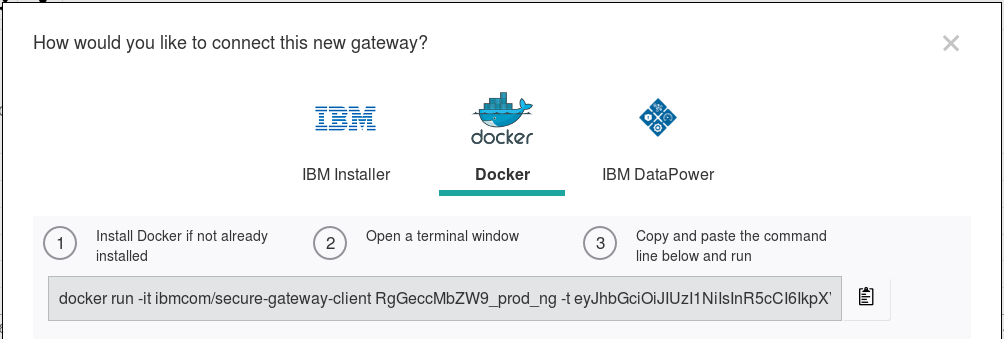 How would you like to connect this new gateway?
IBM
docker
IBM Installer
Docker
IBM DataPower
1
Install Docker if not already
installed
2
Open a terminal window
3
Copy and paste the command
line below and run
docker run -it ibmcom/secure-gateway-client RgGeccMbZW9_prod_ng -t eyJhbGciOiJIUzI1NiIsInR5cCI6IkpX